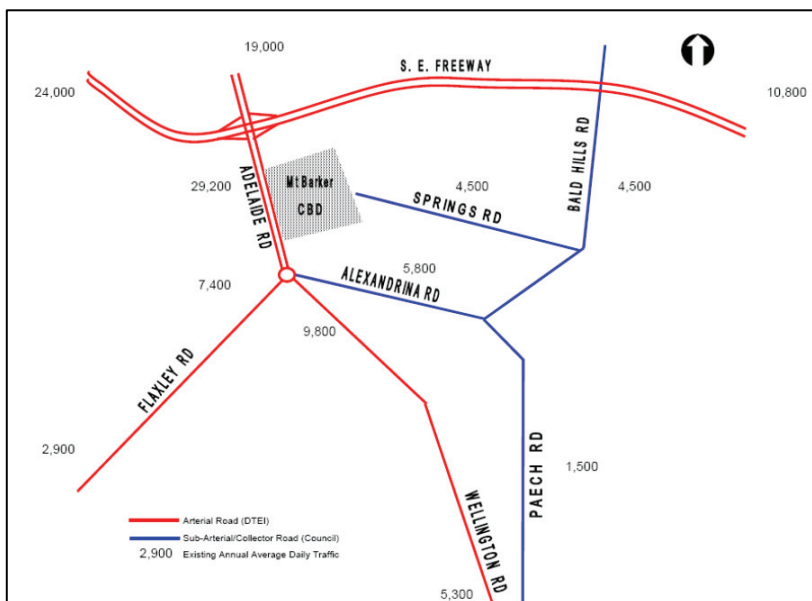 19,000
S. E. FREEWAY
24,000
10,800
BALD HILLS RD
29,200
ADELAIDE RD
Mt Barker
CBD
4,500
SPRINGS RD
4,500
5,800
ALEXANDRINA RD
7,400
9,800
FLAXLEY RD
2,900
PAECH RD
1,500
WELLINGTON RD
Arterial Road (DTEI)
Sub-Arterial/Collector Road (Council)
2,900 Existing Annual Average Daily Traffic
5,300